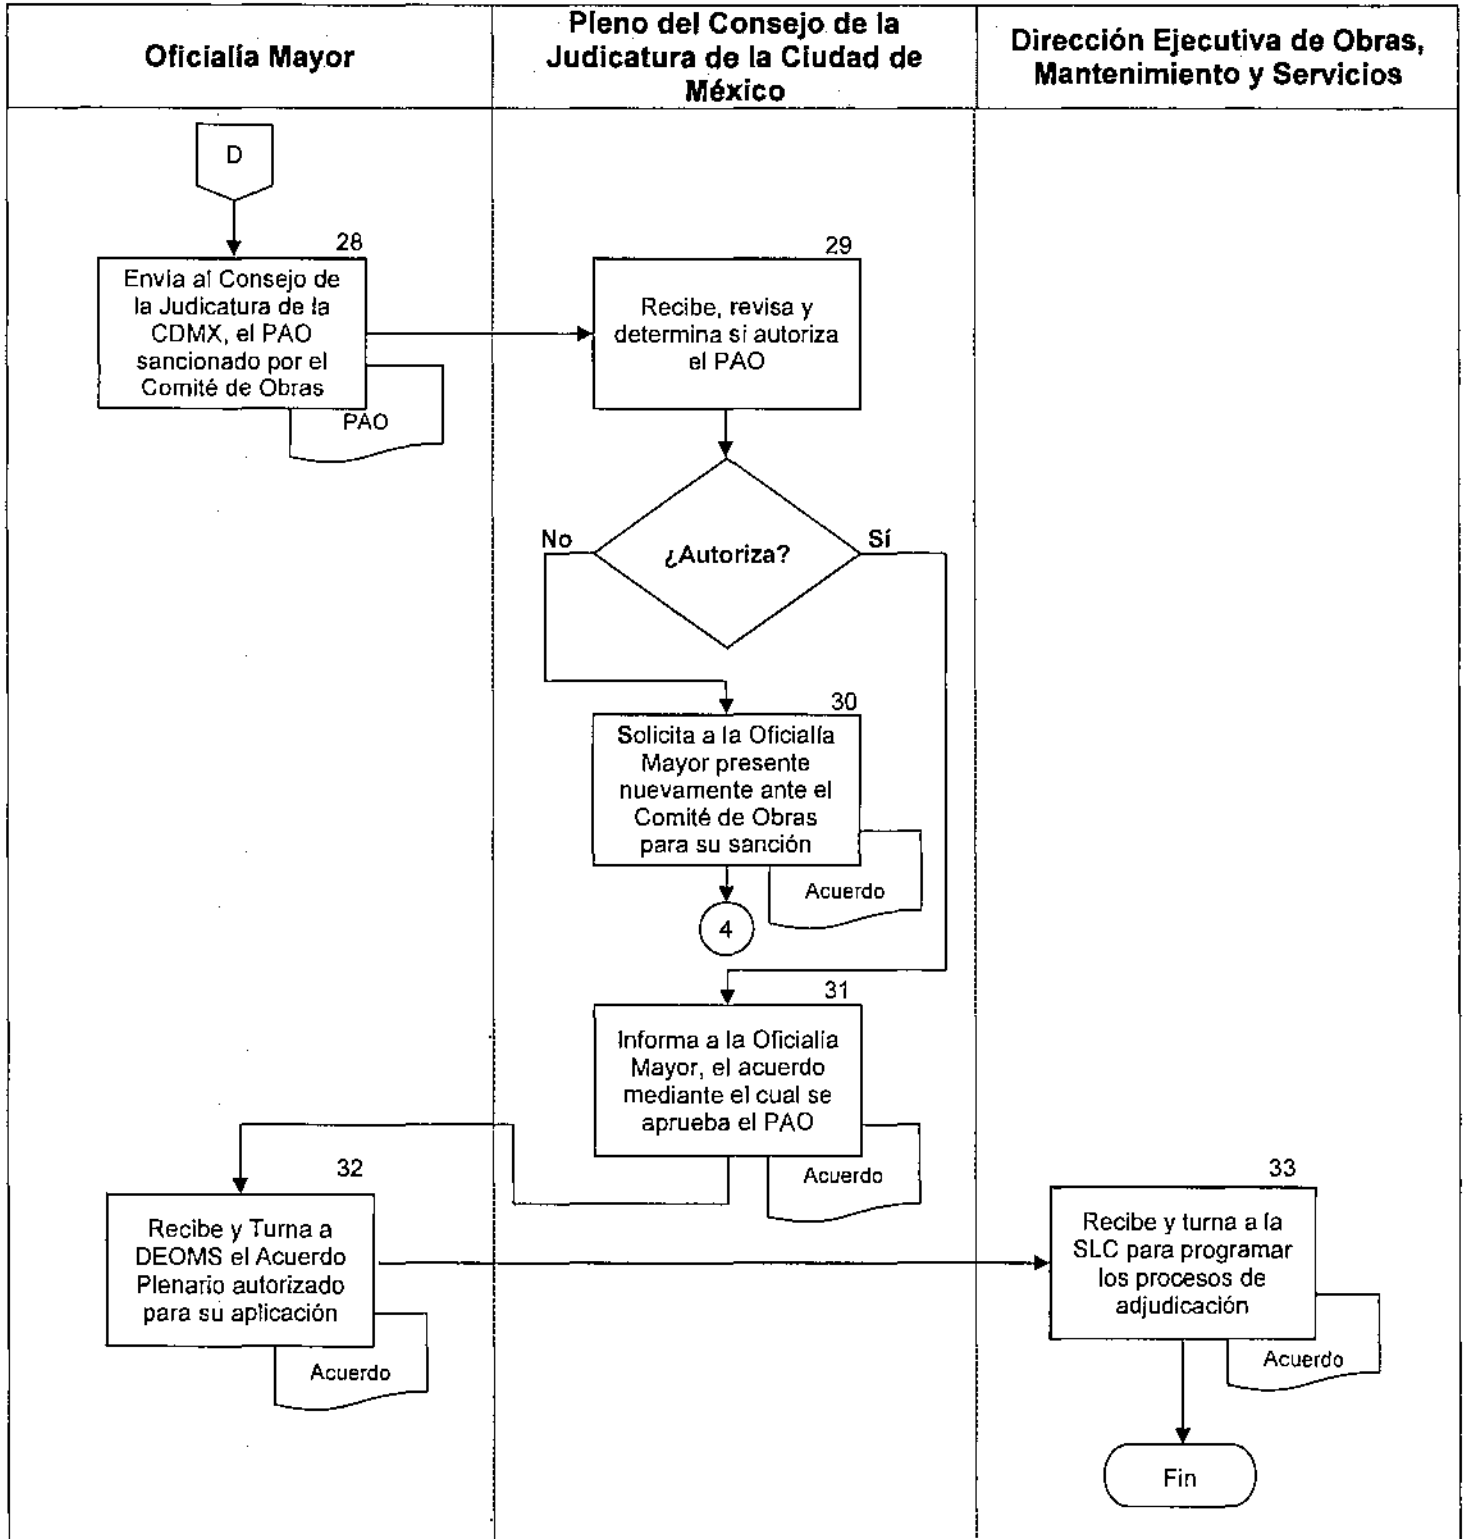 Oficialía Mayor
Pleno del Consejo de la
Judicatura de la Ciudad de
México
Dirección Ejecutiva de Obras,
Mantenimiento y Servicios
D
28
Envía al Consejo de
la Judicatura de la
CDMX, el PAO
sancionado por el
Comité de Obras
PAO
29
Recibe, revisa y
determina si autoriza
el PAO
¿Autoriza?
No
Sí
30
Solicita a la Oficialía
Mayor presente
nuevamente ante el
Comité de Obras
para su sanción
Acuerdo
4
31
Informa a la Oficialía
Mayor, el acuerdo
mediante el cual se
aprueba el PAO
Acuerdo
32
Recibe y Turna a
DEOMS el Acuerdo
Plenario autorizado
para su aplicación
Acuerdo
33
Recibe y turna a la
SLC para programar
los procesos de
adjudicación
Acuerdo
Fin